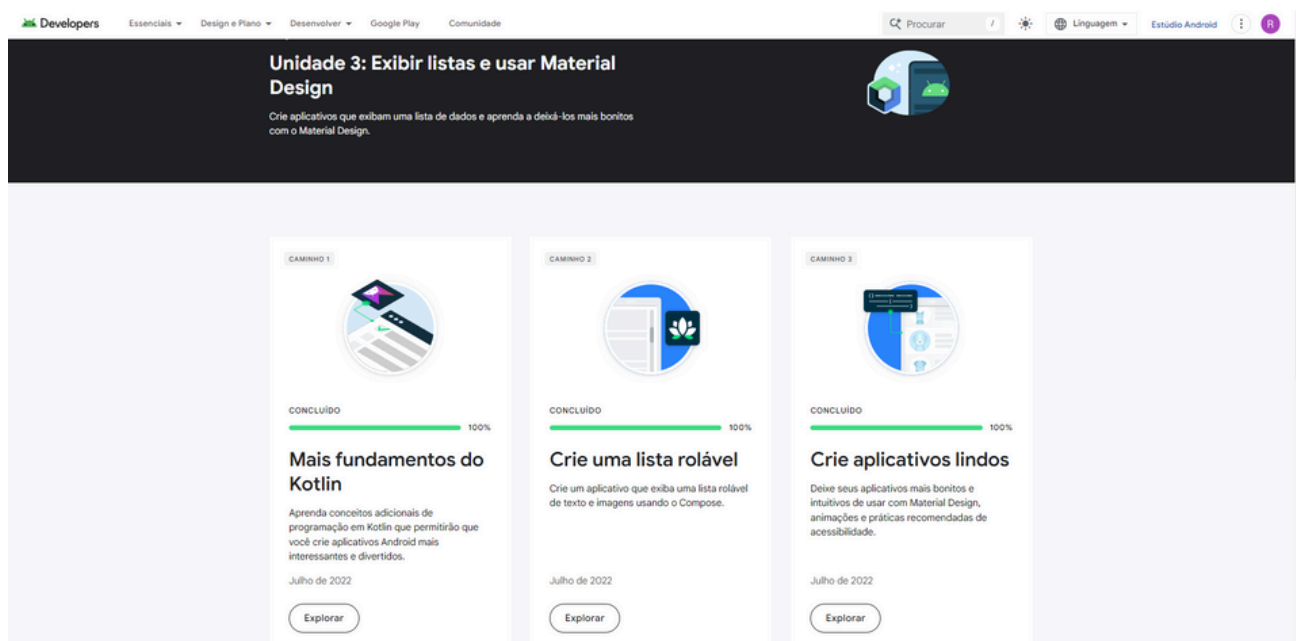 Developers Essenciais Design e Plano Desenvolver Google Play Comunidade Procurar / Linguagem Estúdio Android R
Unidade 3: Exibir listas e usar Material
Design
Crie aplicativos que exibam uma lista de dados e aprenda a deixá-los mais bonitos
com o Material Design.
CAMINHO 1
CONCLUÍDO
100%
Mais fundamentos do
Kotlin
Aprenda conceitos adicionais de
programação em Kotlin que permitirão que
você crie aplicativos Android mais
interessantes e divertidos.
Julho de 2022
Explorar
CAMINHO 2
CONCLUÍDO
100%
Crie uma lista rolável
Crie um aplicativo que exiba uma lista rolável
de texto e imagens usando o Compose.
Julho de 2022
Explorar
CAMINHO 3
CONCLUÍDO
100%
Crie aplicativos lindos
Deixe seus aplicativos mais bonitos e
intuitivos de usar com Material Design,
animações e práticas recomendadas de
acessibilidade.
Julho de 2022
Explorar